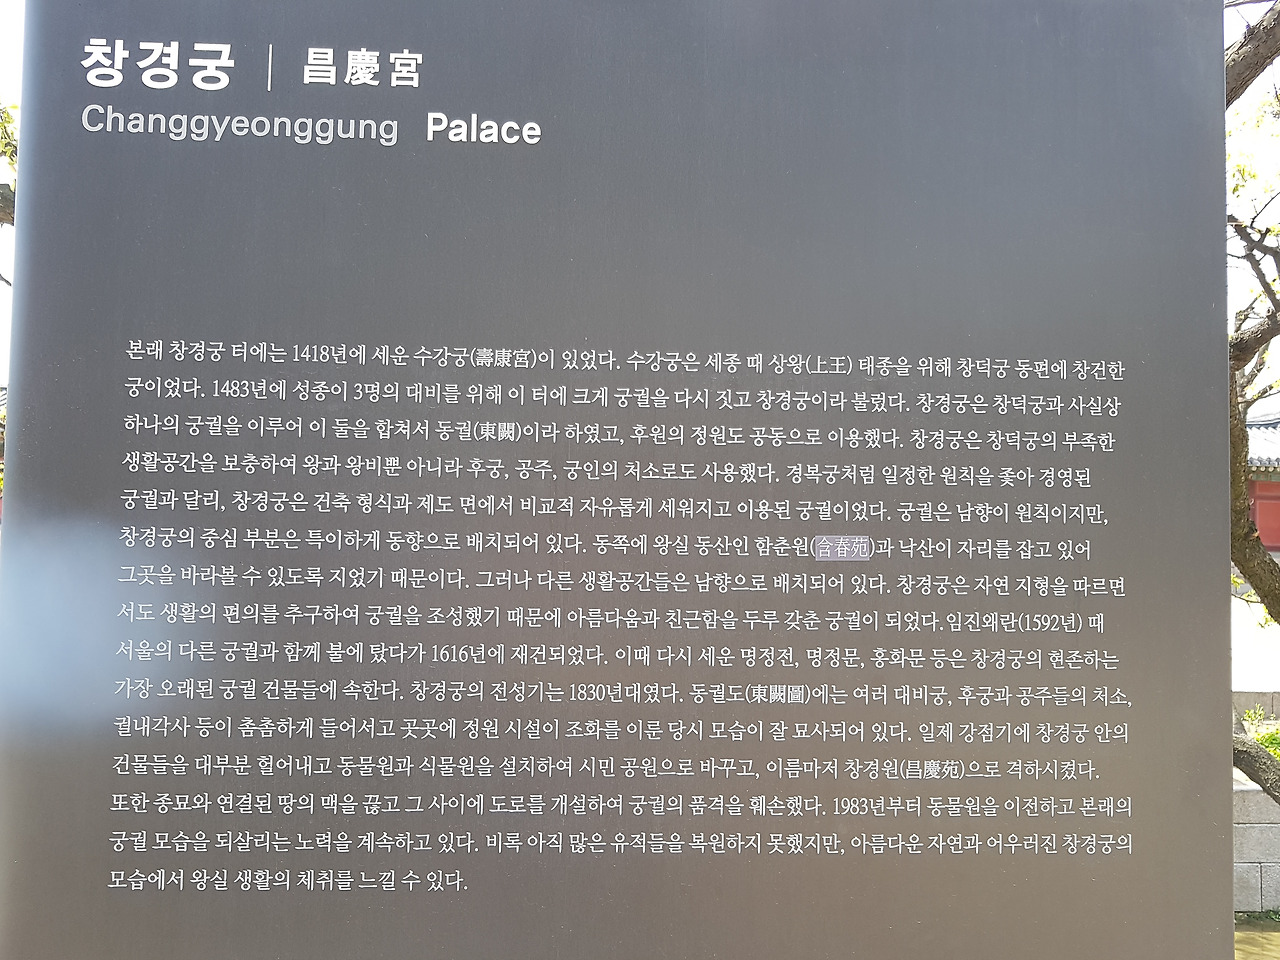 창경궁 | 昌慶宮
Changgyeonggung Palace
본래 창경궁 터에는 1418년에 세운 수강궁(壽康宮)이 있었다. 수강궁은 세종 때 상왕(上王) 태종을 위해 창덕궁 동편에 창건한
궁이었다. 1483년에 성종이 3명의 대비를 위해 이 터에 크게 궁궐을 다시 짓고 창경궁이라 불렀다. 창경궁은 창덕궁과 사실상
하나의 궁궐을 이루어 이 둘을 합쳐서 동궐(東闕)이라 하였고, 후원의 정원도 공동으로 이용했다. 창경궁은 창덕궁의 부족한
생활공간을 보충하여 왕과 왕비뿐 아니라 후궁, 공주, 궁인의 처소로도 사용했다. 경복궁처럼 일정한 원칙을 좇아 경영된
궁궐과 달리, 창경궁은 건축 형식과 제도 면에서 비교적 자유롭게 세워지고 이용된 궁궐이었다. 궁궐은 남향이 원칙이지만,
창경궁의 중심 부분은 특이하게 동향으로 배치되어 있다. 동쪽에 왕실 동산인 함춘원(含春苑)과 낙산이 자리를 잡고 있어
그곳을 바라볼 수 있도록 지었기 때문이다. 그러나 다른 생활공간들은 남향으로 배치되어 있다. 창경궁은 자연 지형을 따르면
서도 생활의 편의를 추구하여 궁궐을 조성했기 때문에 아름다움과 친근함을 두루 갖춘 궁궐이 되었다.임진왜란(1592년) 때
서울의 다른 궁궐과 함께 불에 탔다가 1616년에 재건되었다. 이때 다시 세운 명정전, 명정문, 홍화문 등은 창경궁의 현존하는
가장 오래된 궁궐 건물들에 속한다. 창경궁의 전성기는 1830년대였다. 동궐도(東闕圖)에는 여러 대비궁, 후궁과 공주들의 처소,
궐내각사 등이 촘촘하게 들어서고 곳곳에 정원 시설이 조화를 이룬 당시 모습이 잘 묘사되어 있다. 일제 강점기에 창경궁 안의
건물들을 대부분 헐어내고 동물원과 식물원을 설치하여 시민 공원으로 바꾸고, 이름마저 창경원(昌慶苑)으로 격하시켰다.
또한 종묘와 연결된 땅의 맥을 끊고 그 사이에 도로를 개설하여 궁궐의 품격을 훼손했다. 1983년부터 동물원을 이전하고 본래의
궁궐 모습을 되살리는 노력을 계속하고 있다. 비록 아직 많은 유적들을 복원하지 못했지만, 아름다운 자연과 어우러진 창경궁의
모습에서 왕실 생활의 체취를 느낄 수 있다.